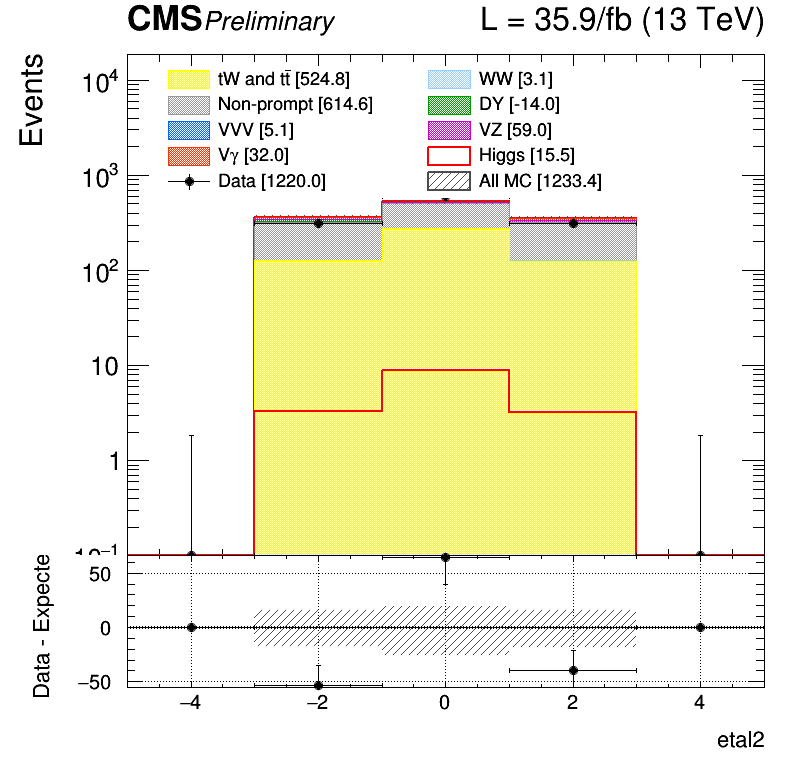 CMS Preliminary L = 35.9/fb (13 TeV)
Events
10⁴
10³
10²
10
1
tW and tt̄ [524.8] WW [3.1]
Non-prompt [614.6] DY [-14.0]
VVV [5.1] VZ [59.0]
Vγ [32.0] Higgs [15.5]
Data [1220.0] All MC [1233.4]
Data - Expecte
50
0
−50
−4 −2 0 2 4
etal2